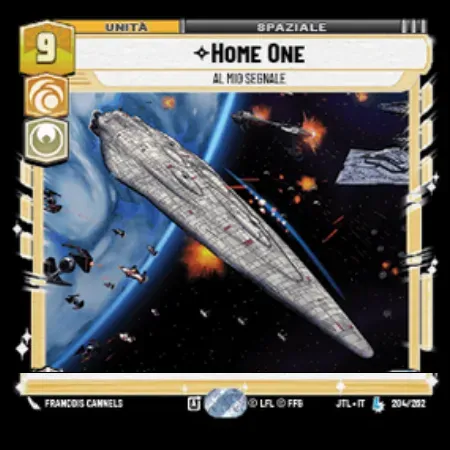 UNITÀ
SPAZIALE
9
HOME ONE
AL MIO SEGNALE
FRANCOIS CANNELS
© LFL ℗ FFG
JTL • IT
204/262